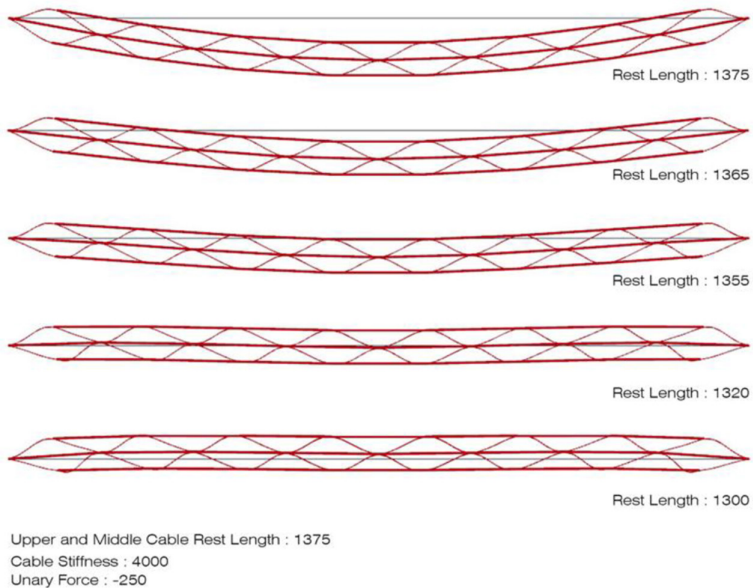 Rest Length : 1375
Rest Length : 1365
Rest Length : 1355
Rest Length : 1320
Rest Length : 1300
Upper and Middle Cable Rest Length : 1375
Cable Stiffness : 4000
Unary Force : -250